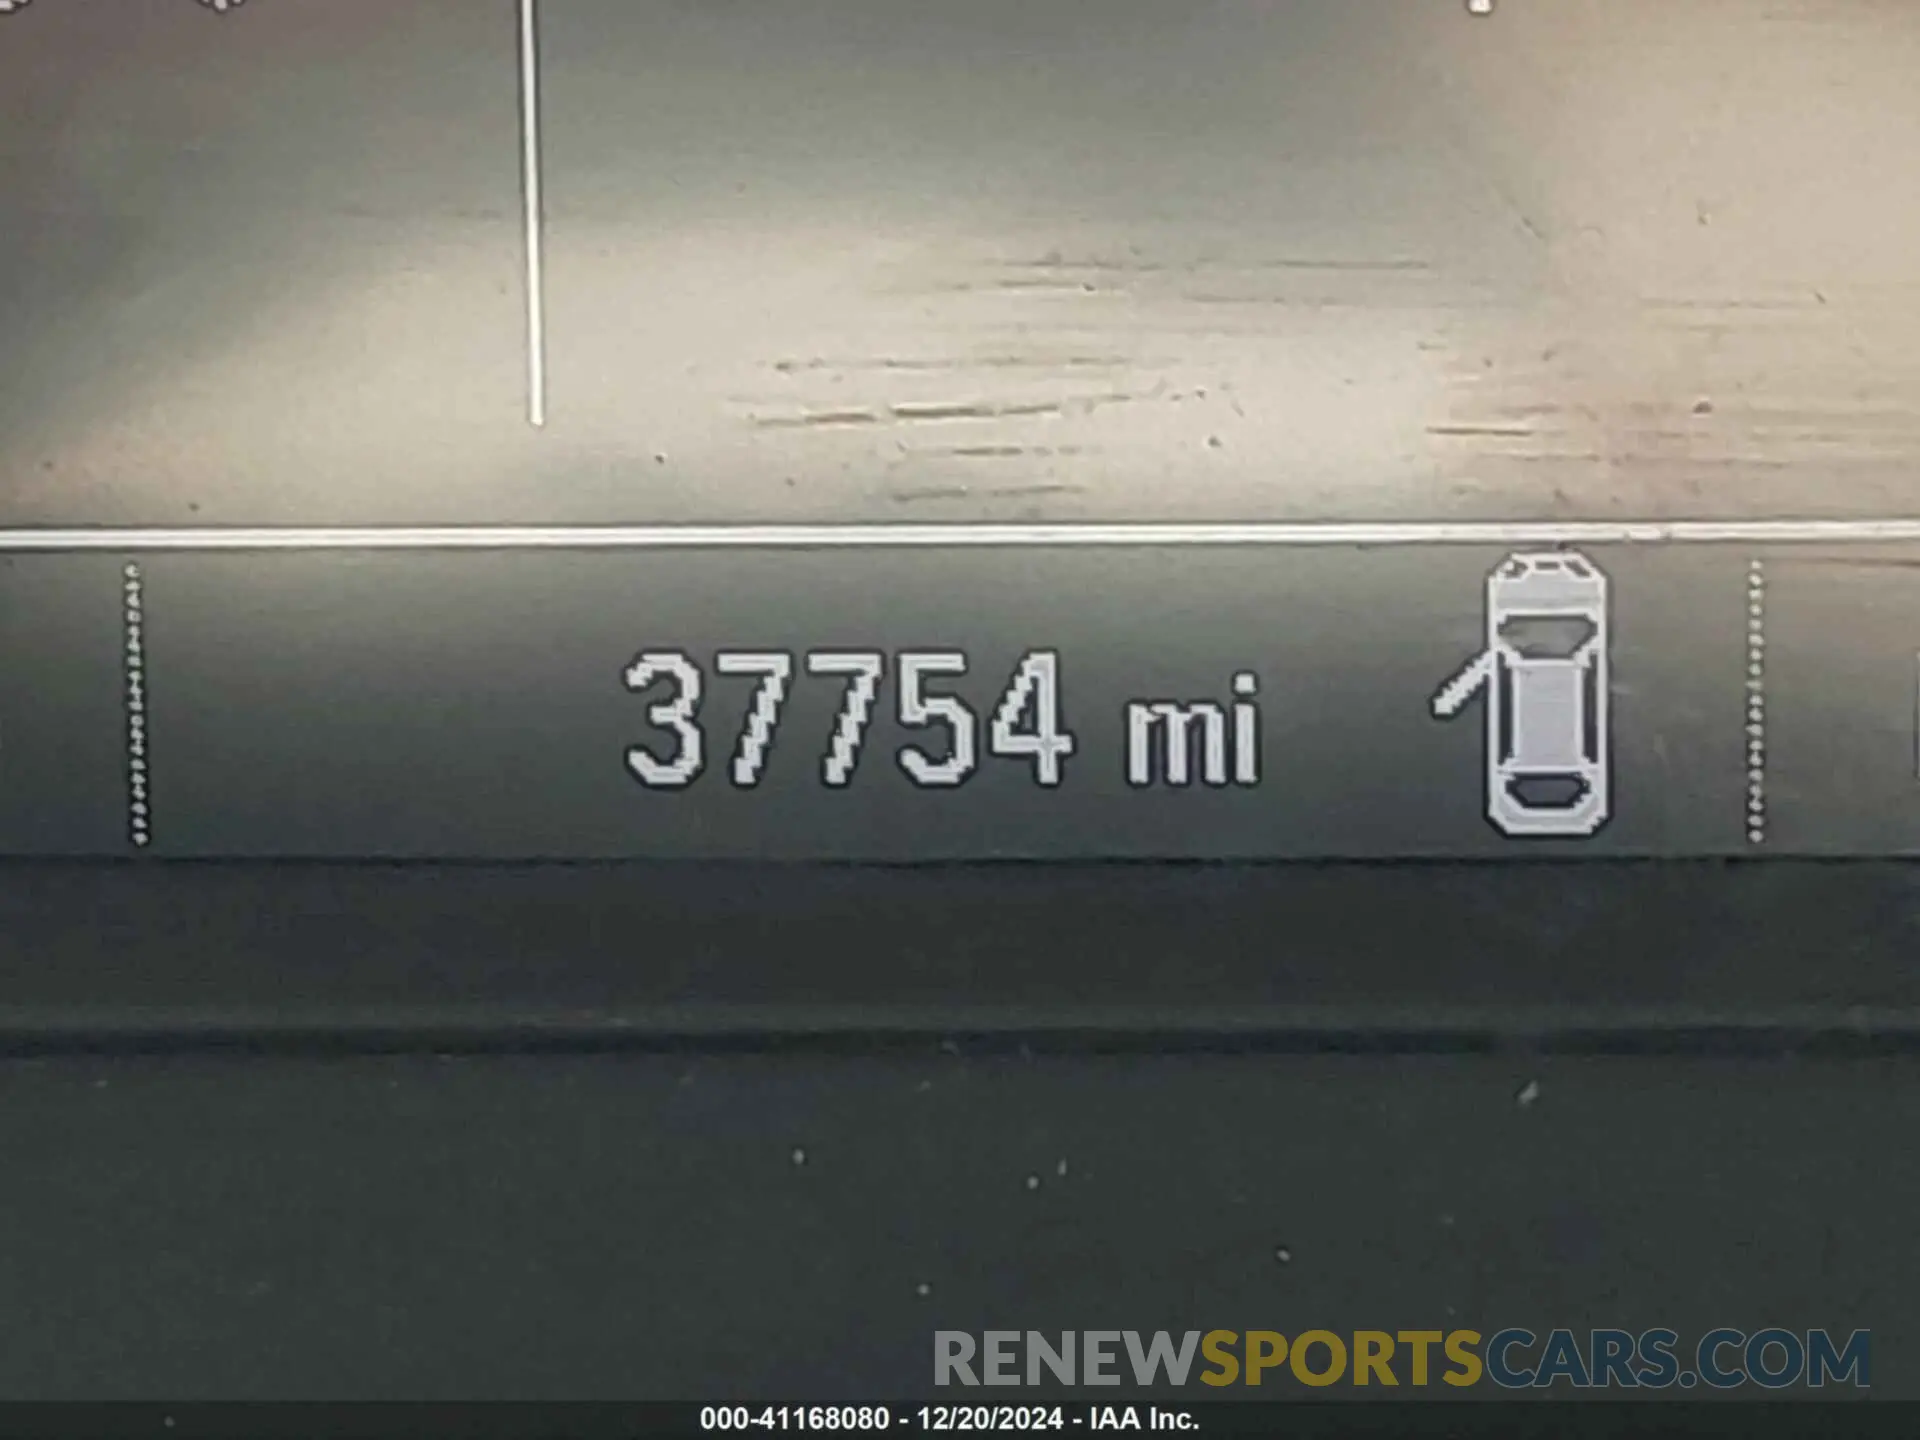 37754 mi
RENEWSPORTSCARS.COM
000-41168080 - 12/20/2024 - IAA Inc.